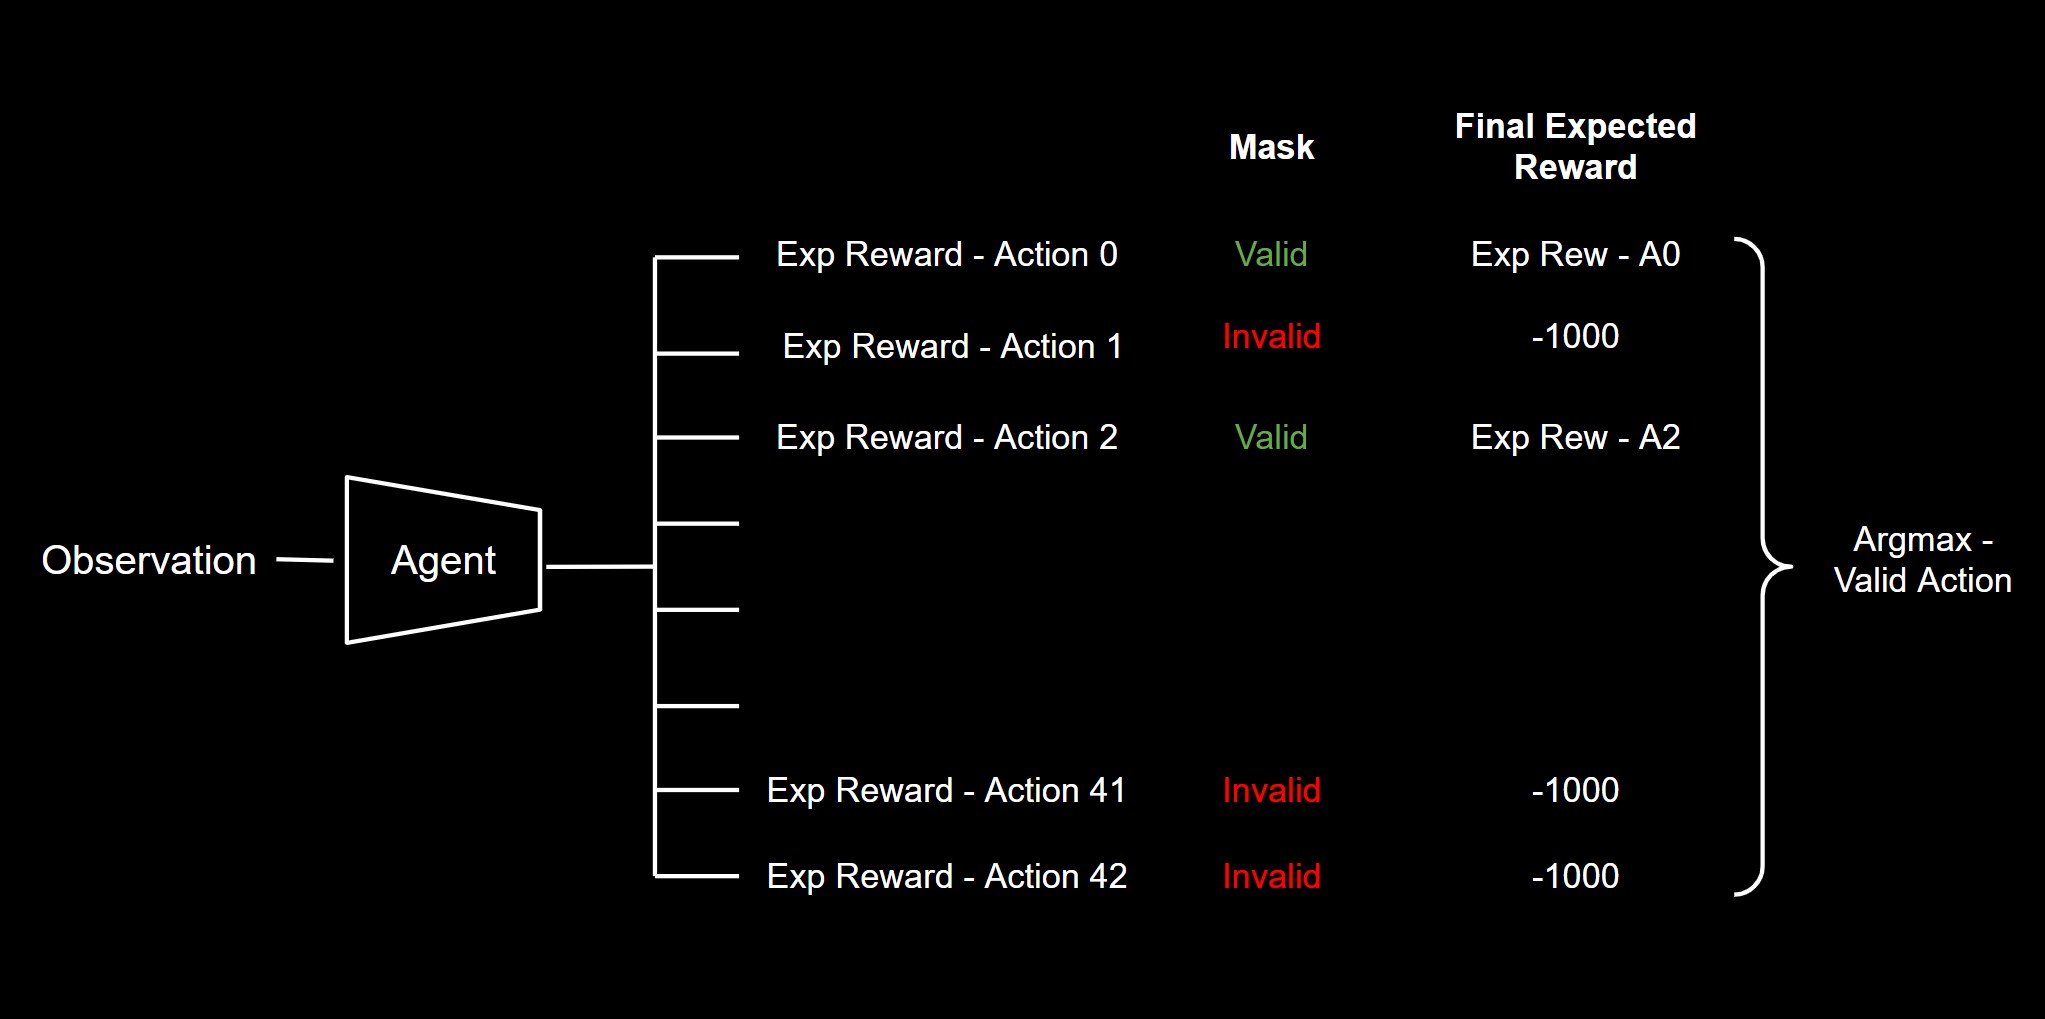 Mask
Final Expected
Reward
Exp Reward - Action 0
Valid
Exp Rew - A0
Exp Reward - Action 1
Invalid
-1000
Exp Reward - Action 2
Valid
Exp Rew - A2
Observation
Agent
Argmax -
Valid Action
Exp Reward - Action 41
Invalid
-1000
Exp Reward - Action 42
Invalid
-1000